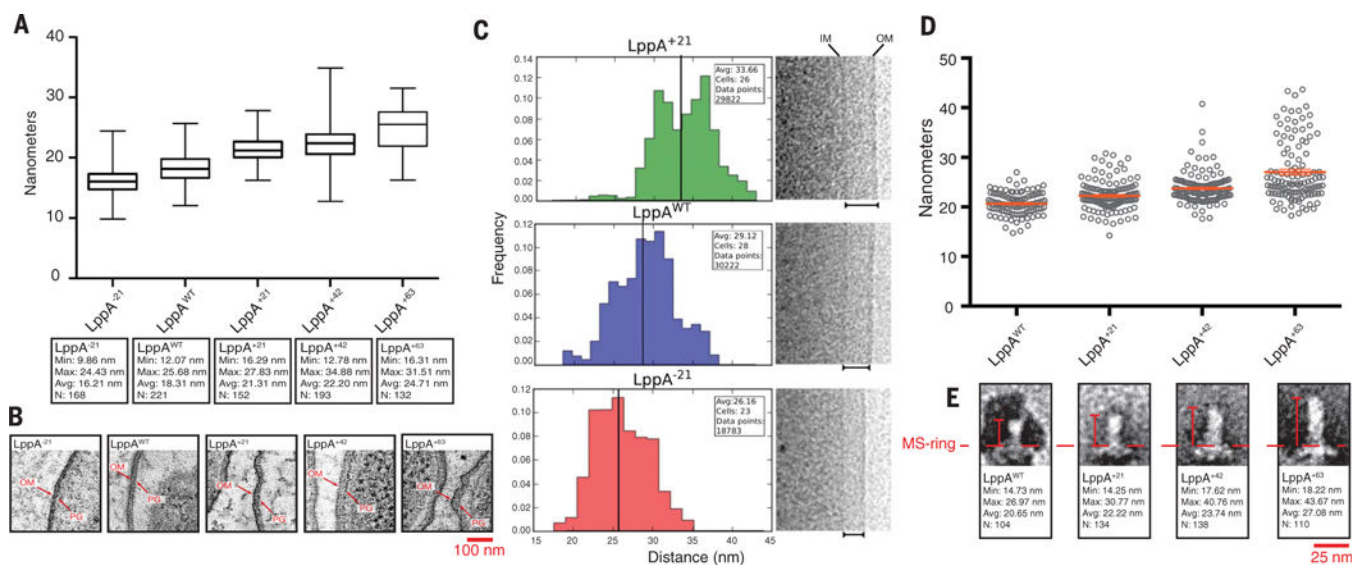 A
40
30
20
10
0
Nanometers
LppA-21
LppAWT
LppA+21
LppA+42
LppA+63
LppA-21
Min: 9.86 nm
Max: 24.43 nm
Avg: 16.21 nm
N: 168
LppAWT
Min: 12.07 nm
Max: 25.68 nm
Avg: 18.31 nm
N: 221
LppA+21
Min: 16.29 nm
Max: 27.83 nm
Avg: 21.31 nm
N: 152
LppA+42
Min: 12.78 nm
Max: 34.88 nm
Avg: 22.20 nm
N: 193
LppA+63
Min: 16.31 nm
Max: 31.51 nm
Avg: 24.71 nm
N: 132
B
LppA-21
OM
PG
LppAWT
OM
PG
LppA+21
OM
PG
LppA+42
OM
PG
LppA+63
OM
PG
100 nm
C
LppA+21
0.14
0.12
0.10
0.08
0.06
0.04
0.02
0.00
Avg: 33.66
Cells: 26
Data points:
29822
IM
OM
LppAWT
0.12
0.10
0.08
0.06
0.04
0.02
0.00
Avg: 29.12
Cells: 28
Data points:
30222
Frequency
LppA-21
0.12
0.10
0.08
0.06
0.04
0.02
0.00
Avg:26.16
Cells: 23
Data points:
18783
15
20
25
30
35
40
45
Distance (nm)
D
50
40
30
20
10
0
Nanometers
LppAWT
LppA+21
LppA+42
LppA+63
E
MS-ring
LppAWT
Min: 14.73 nm
Max: 26.97 nm
Avg: 20.65 nm
N: 104
LppA+21
Min: 14.25 nm
Max: 30.77 nm
Avg: 22.22 nm
N: 134
LppA+42
Min: 17.62 nm
Max: 40.76 nm
Avg: 23.74 nm
N: 138
LppA+63
Min: 18.22 nm
Max: 43.67 nm
Avg: 27.08 nm
N: 110
25 nm